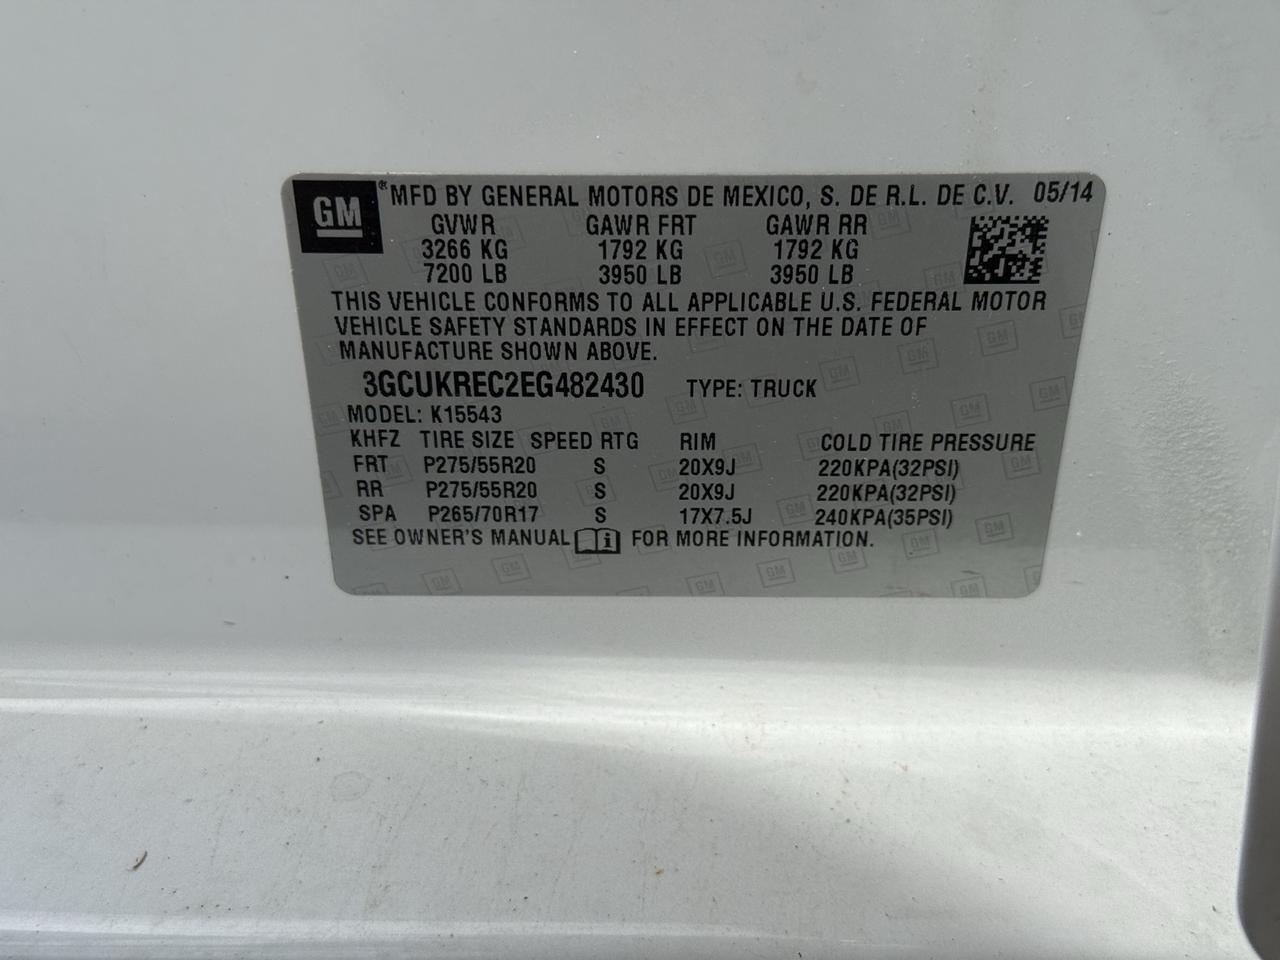 GM ® MFD BY GENERAL MOTORS DE MEXICO, S. DE R.L. DE C.V. 05/14
GVWR GAWR FRT GAWR RR
3266 KG 1792 KG 1792 KG
7200 LB 3950 LB 3950 LB
THIS VEHICLE CONFORMS TO ALL APPLICABLE U.S. FEDERAL MOTOR
VEHICLE SAFETY STANDARDS IN EFFECT ON THE DATE OF
MANUFACTURE SHOWN ABOVE.
3GCUKREC2EG482430 TYPE: TRUCK
MODEL: K15543
KHFZ TIRE SIZE SPEED RTG RIM COLD TIRE PRESSURE
FRT P275/55R20 S 20X9J 220KPA(32PSI)
RR P275/55R20 S 20X9J 220KPA(32PSI)
SPA P265/70R17 S 17X7.5J 240KPA(35PSI)
SEE OWNER'S MANUAL i FOR MORE INFORMATION.